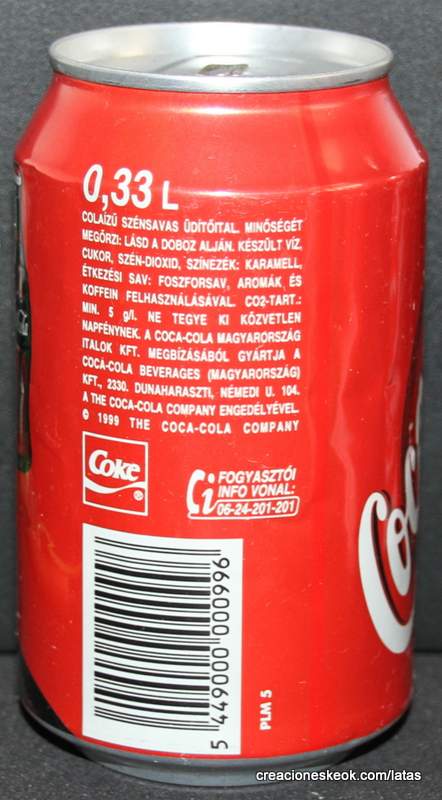 0,33 L
COLAÍZŰ SZÉNSAVAS ÜDÍTŐITAL. MINŐSÉGÉT
MEGŐRZI: LÁSD A DOBOZ ALJÁN. KÉSZÜLT VÍZ,
CUKOR, SZÉN-DIOXID, SZÍNEZÉK: KARAMELL,
ÉTKEZÉSI SAV: FOSZFORSAV, AROMÁK, ÉS
KOFFEIN FELHASZNÁLÁSÁVAL. CO2-TART.:
MIN. 5 g/l. NE TEGYE KI KÖZVETLEN
NAPFÉNYNEK. A COCA-COLA MAGYARORSZÁG
ITALOK KFT. MEGBÍZÁSÁBÓL GYÁRTJA A
COCA-COLA BEVERAGES (MAGYARORSZÁG)
KFT., 2330. DUNAHARASZTI, NÉMEDI U. 104.
A THE COCA-COLA COMPANY ENGEDÉLYÉVEL.
© 1999 THE COCA-COLA COMPANY
Coke
®
Ci FOGYASZTÓI
INFO VONAL:
06-24-201-201
5 449000 000996
PLM 5
Coc
creacioneskeok.com/latas